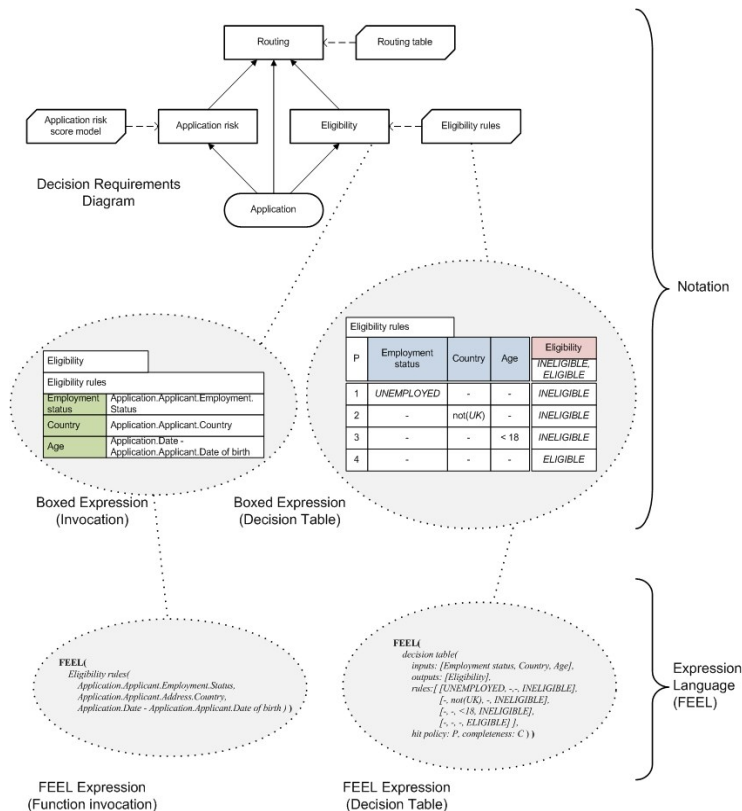 Routing
Routing table
Application risk
score model
Application risk
Eligibility
Eligibility rules
Decision Requirements
Diagram
Application
Notation
Eligibility
Eligibility rules
Employment
status
Application.Applicant.Employment.
Status
Country
Application.Applicant.Country
Age
Application.Date -
Application.Applicant.Date of birth
Boxed Expression
(Invocation)
Eligibility rules
P
Employment
status
Country
Age
Eligibility
INELIGIBLE,
ELIGIBLE
1 UNEMPLOYED - - INELIGIBLE
2 - not(UK) - INELIGIBLE
3 - - < 18 INELIGIBLE
4 - - - ELIGIBLE
Boxed Expression
(Decision Table)
FEEL(
Eligibility rules(
Application.Applicant.Employment.Status,
Application.Applicant.Address.Country,
Application.Date - Application.Applicant.Date of birth ) )
FEEL Expression
(Function invocation)
FEEL(
decision table(
inputs: [Employment status, Country, Age],
outputs: [Eligibility],
rules:[ [UNEMPLOYED, -,-, INELIGIBLE],
[-, not(UK), -, INELIGIBLE],
[-, -, <18, INELIGIBLE],
[-, -, -, ELIGIBLE] ],
hit policy: P, completeness: C ) )
FEEL Expression
(Decision Table)
Expression
Language
(FEEL)